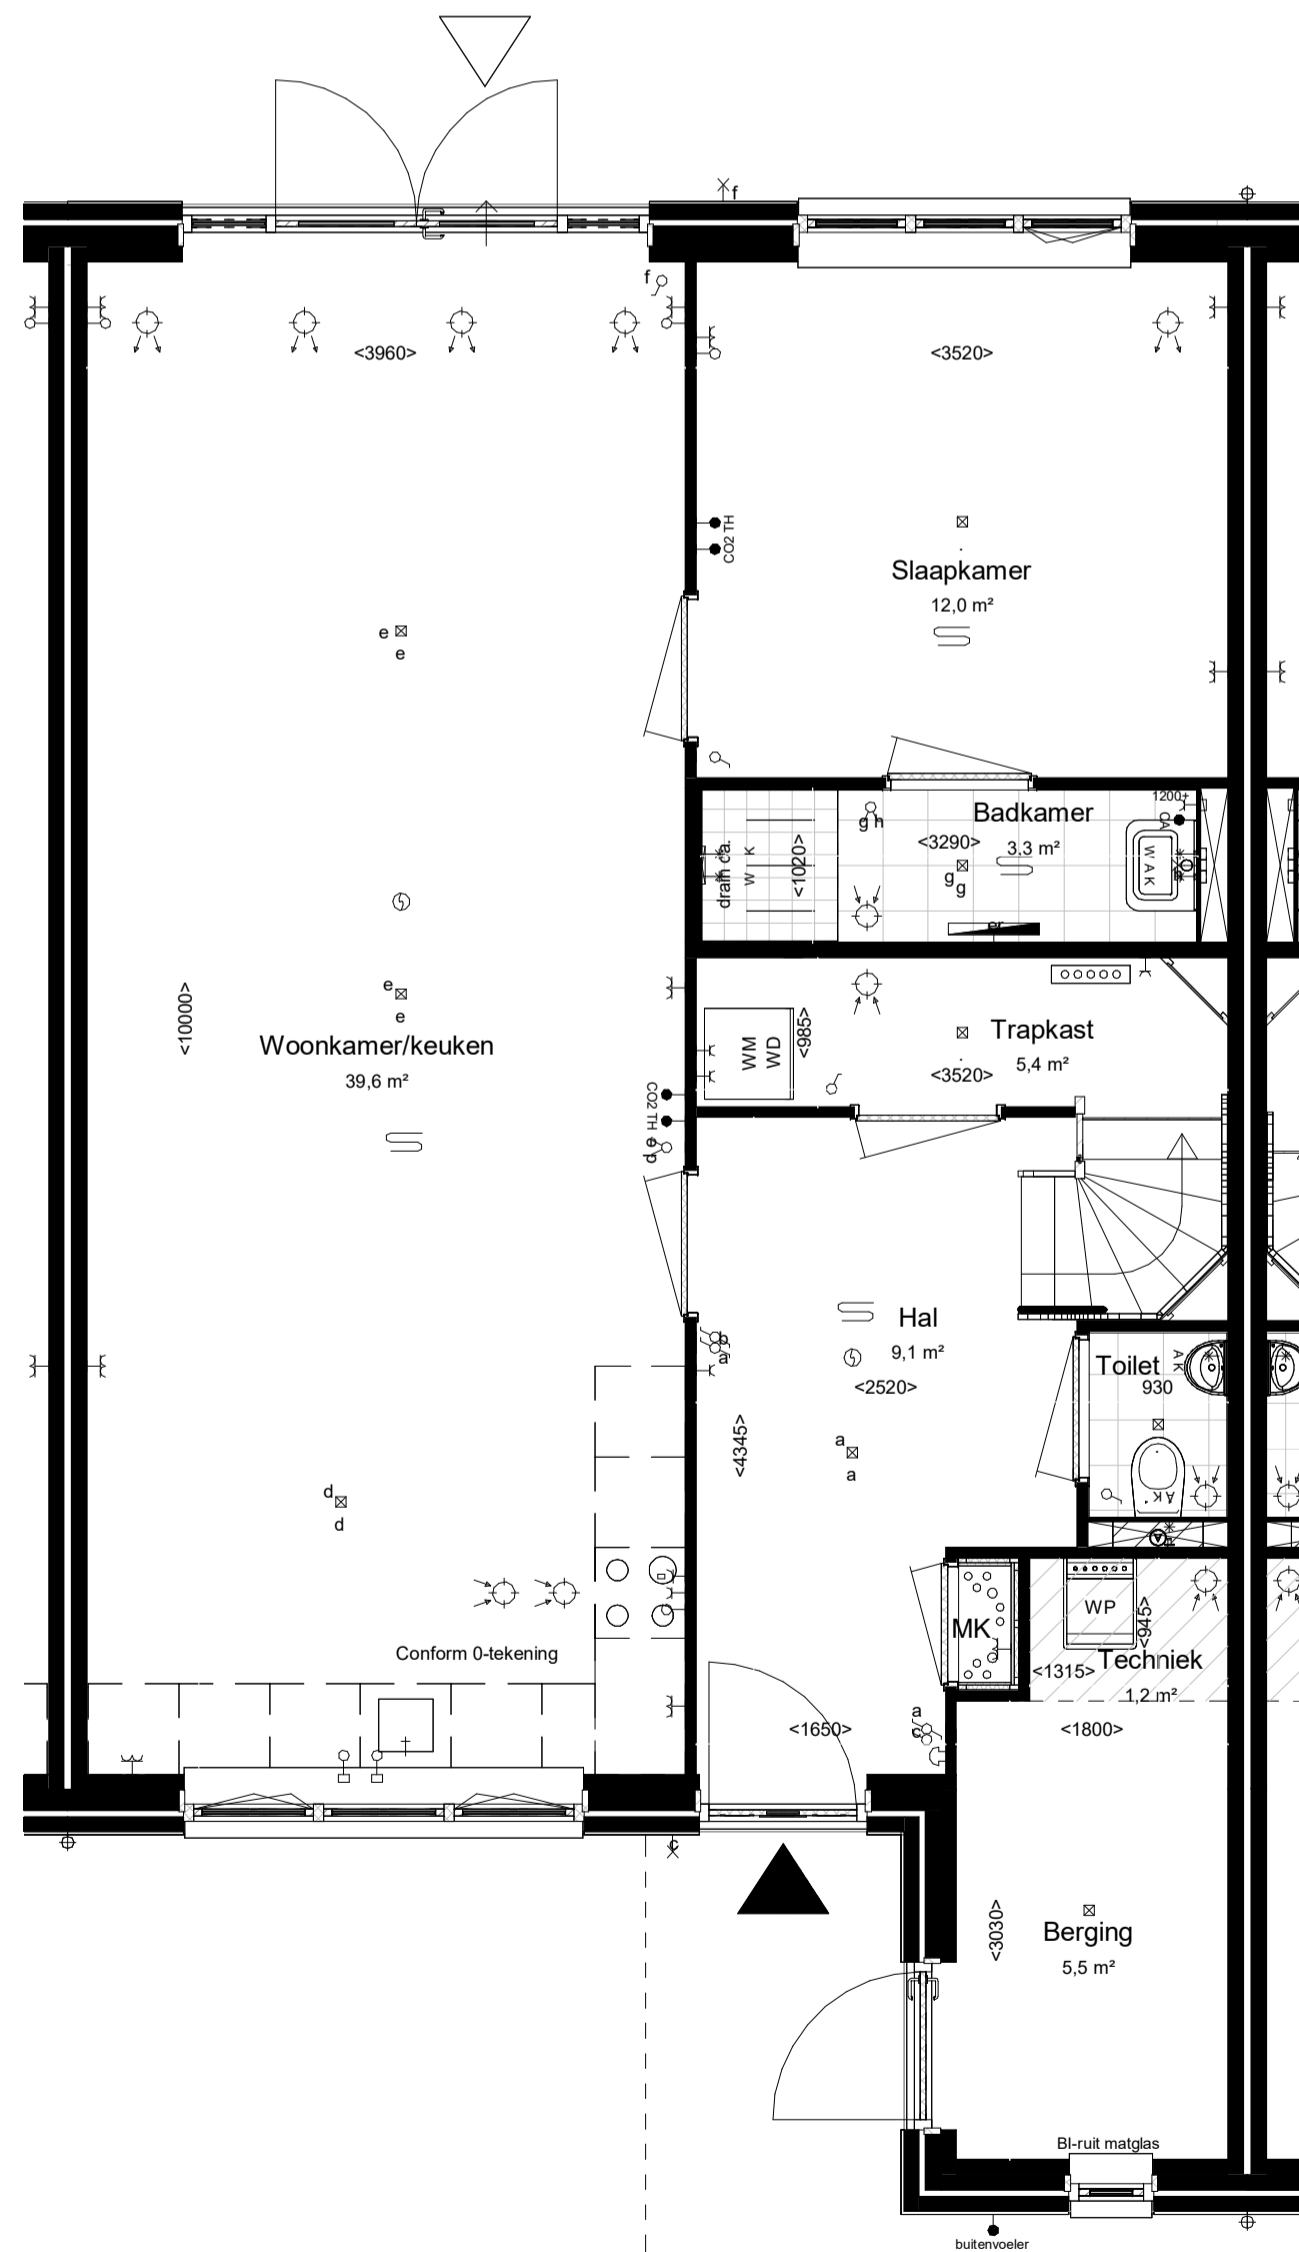 f
f
<3960>
<3520>
CO2 TH
Slaapkamer
12,0 m²
e
e
1200+
CA
Badkamer
g h
<3290>
3,3 m²
drain ca.
W K
<1020>
g
g
W A K
er
e
e
<10000>
Woonkamer/keuken
39,6 m²
WM
WD
<985>
Trapkast
5,4 m²
<3520>
CO2 TH
e
d
Hal
9,1 m²
b
a
<2520>
Toilet
A K
930
<4345>
a
a
d
d
A K
Conform 0-tekening
MK
WP
<945>
<1315>
Techniek
1,2 m²
a
c
<1650>
<1800>
c
<3030>
Berging
5,5 m²
BI-ruit matglas
buitenvoeler